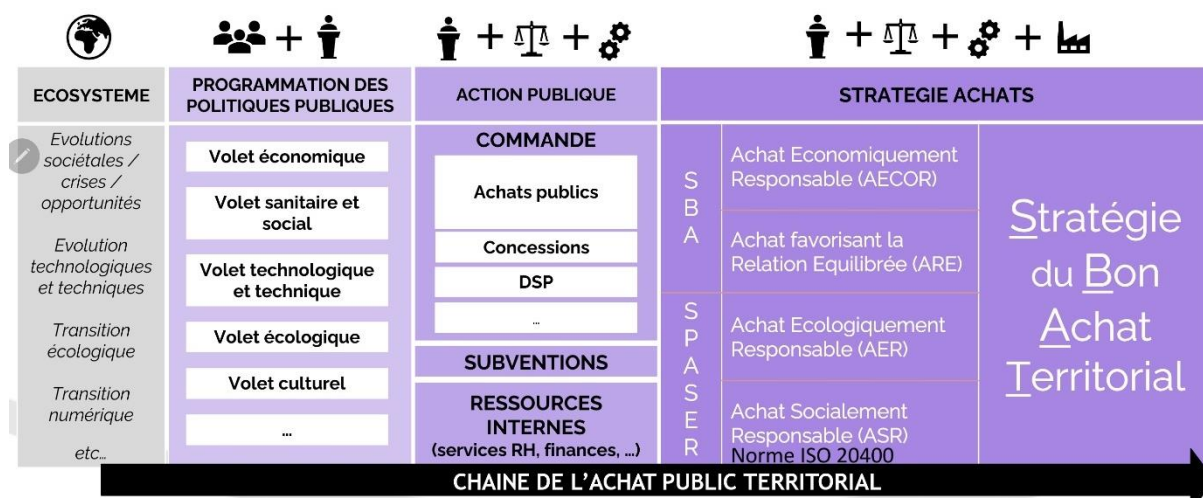 ECOSYSTEME
Evolutions
sociétales /
crises /
opportunités
Evolution
technologiques
et techniques
Transition
écologique
Transition
numérique
etc…
PROGRAMMATION DES
POLITIQUES PUBLIQUES
Volet économique
Volet sanitaire et
social
Volet technologique
et technique
Volet écologique
Volet culturel
...
ACTION PUBLIQUE
COMMANDE
Achats publics
Concessions
DSP
...
SUBVENTIONS
RESSOURCES
INTERNES
(services RH, finances, …)
STRATEGIE ACHATS
S
B
A
Achat Economiquement
Responsable (AECOR)
Achat favorisant la
Relation Equilibrée (ARE)
S
P
A
S
E
R
Achat Ecologiquement
Responsable (AER)
Achat Socialement
Responsable (ASR)
Norme ISO 20400
Stratégie
du Bon
Achat
Territorial
CHAINE DE L’ACHAT PUBLIC TERRITORIAL